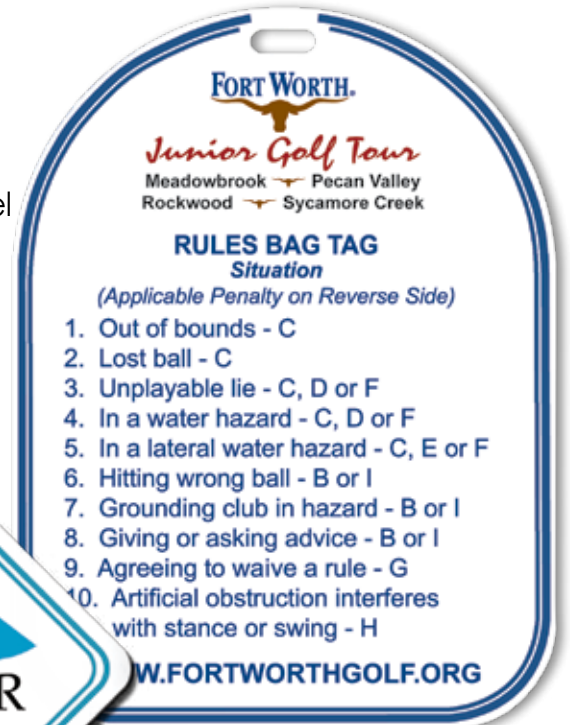 FORT WORTH®
Junior Golf Tour
Meadowbrook Pecan Valley
Rockwood Sycamore Creek
RULES BAG TAG
Situation
(Applicable Penalty on Reverse Side)
1. Out of bounds - C
2. Lost ball - C
3. Unplayable lie - C, D or F
4. In a water hazard - C, D or F
5. In a lateral water hazard - C, E or F
6. Hitting wrong ball - B or I
7. Grounding club in hazard - B or I
8. Giving or asking advice - B or I
9. Agreeing to waive a rule - G
10. Artificial obstruction interferes
with stance or swing - H
W.FORTWORTHGOLF.ORG
el
R